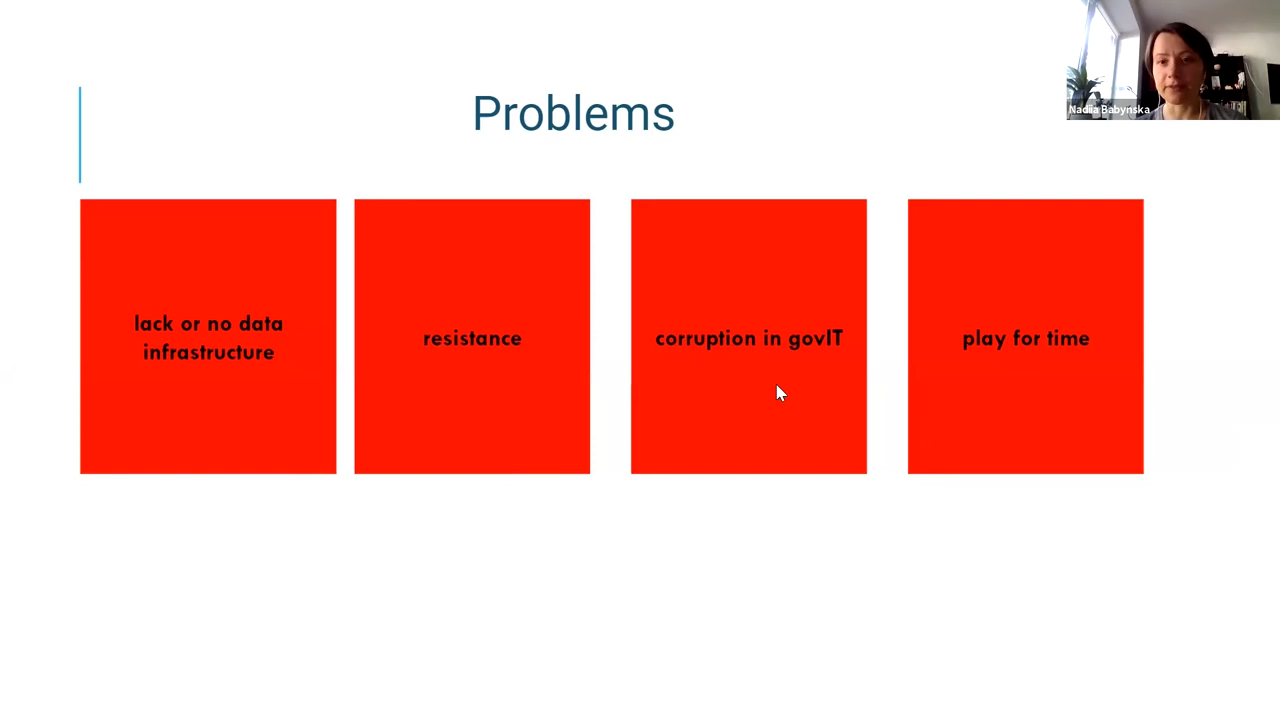 Problems
Nadiia Babynska
lack or no data
infrastructure
resistance
corruption in govIT
play for time